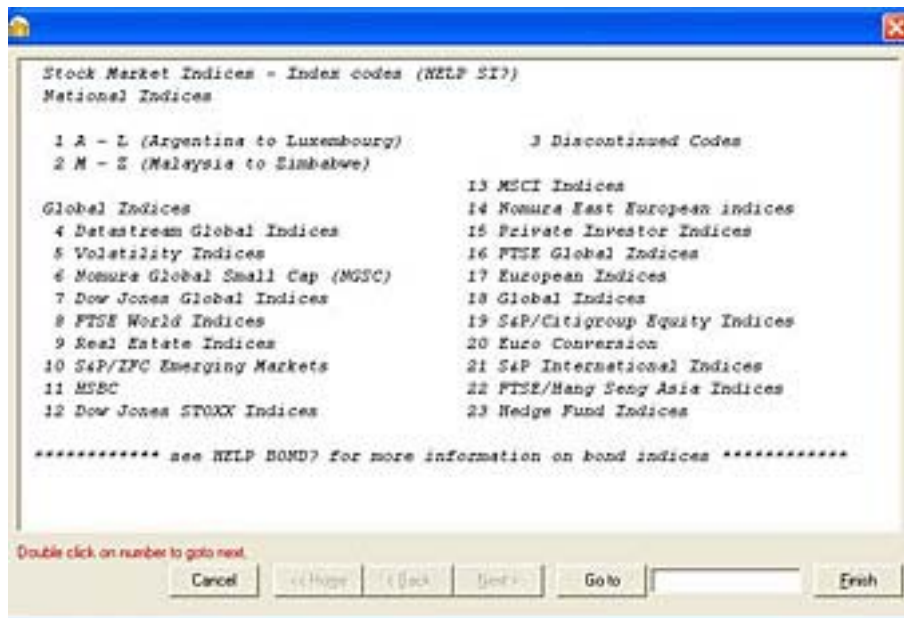 Stock Market Indices - Index codes (HELP SI?)
National Indices
1 A - L (Argentina to Luxembourg)
2 M - Z (Malaysia to Zimbabwe)
3 Discontinued Codes
Global Indices
4 Datastream Global Indices
5 Volatility Indices
6 Nomura Global Small Cap (NGSC)
7 Dow Jones Global Indices
8 FTSE World Indices
9 Real Estate Indices
10 S&P/IFC Emerging Markets
11 HSBC
12 Dow Jones STOXX Indices
13 MSCI Indices
14 Nomura East European indices
15 Private Investor Indices
16 FTSE Global Indices
17 European Indices
18 Global Indices
19 S&P/Citigroup Equity Indices
20 Euro Conversion
21 S&P International Indices
22 FTSE/Hang Seng Asia Indices
23 Hedge Fund Indices
************ see HELP BOND? for more information on bond indices ************
Double click on number to goto next.
Cancel << Home < Back Next > Go to Finish